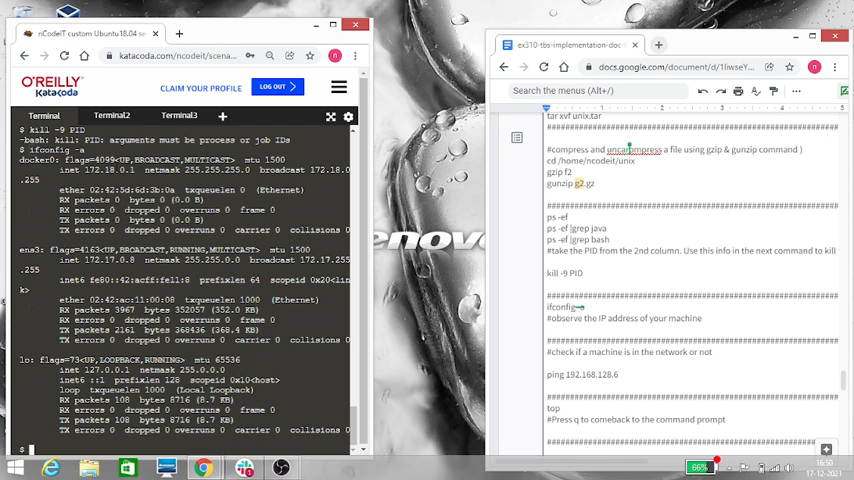 nCodeIT custom Ubuntu18.04 se
katacoda.com/ncodeit/scena...
O'REILLY
Katacoda
CLAIM YOUR PROFILE
LOG OUT
Terminal
Terminal2
Terminal3
+
$ kill -9 PID
-bash: kill: PID: arguments must be process or job IDs
$ ifconfig -a
docker0: flags=4099<UP,BROADCAST,MULTICAST> mtu 1500
inet 172.18.0.1 netmask 255.255.255.0 broadcast 172.18.0
.255
ether 02:42:5d:6d:3b:0a txqueuelen 0 (Ethernet)
RX packets 0 bytes 0 (0.0 B)
RX errors 0 dropped 0 overruns 0 frame 0
TX packets 0 bytes 0 (0.0 B)
TX errors 0 dropped 0 overruns 0 carrier 0 collisions 0
ens3: flags=4163<UP,BROADCAST,RUNNING,MULTICAST> mtu 1500
inet 172.17.0.8 netmask 255.255.0.0 broadcast 172.17.255
.255
inet6 fe80::42:acff:fe11:8 prefixlen 64 scopeid 0x20<lin
k>
ether 02:42:ac:11:00:08 txqueuelen 1000 (Ethernet)
RX packets 3967 bytes 352057 (352.0 KB)
RX errors 0 dropped 0 overruns 0 frame 0
TX packets 2161 bytes 368436 (368.4 KB)
TX errors 0 dropped 0 overruns 0 carrier 0 collisions 0
lo: flags=73<UP,LOOPBACK,RUNNING> mtu 65536
inet 127.0.0.1 netmask 255.0.0.0
inet6 ::1 prefixlen 128 scopeid 0x10<host>
loop txqueuelen 1000 (Local Loopback)
RX packets 108 bytes 8716 (8.7 KB)
RX errors 0 dropped 0 overruns 0 frame 0
TX packets 108 bytes 8716 (8.7 KB)
TX errors 0 dropped 0 overruns 0 carrier 0 collisions 0
$
enovo
ex310-tbs-implementation-doc-
docs.google.com/document/d/1liwseY...
Search the menus (Alt+/)
tar xvf unix.tar
################################################
#compress and uncarompress a file using gzip & gunzip command )
cd /home/ncodeit/unix
gzip f2
gunzip g2.gz
################################################
ps -ef
ps -ef |grep java
ps -ef |grep bash
#take the PID from the 2nd column. Use this info in the next command to kill
kill -9 PID
################################################
ifconfig -a
#observe the IP address of your machine
################################################
#check if a machine is in the network or not
ping 192.168.128.6
################################################
top
#Press q to comeback to the command prompt
################################################
66%
16:50
17-12-2023